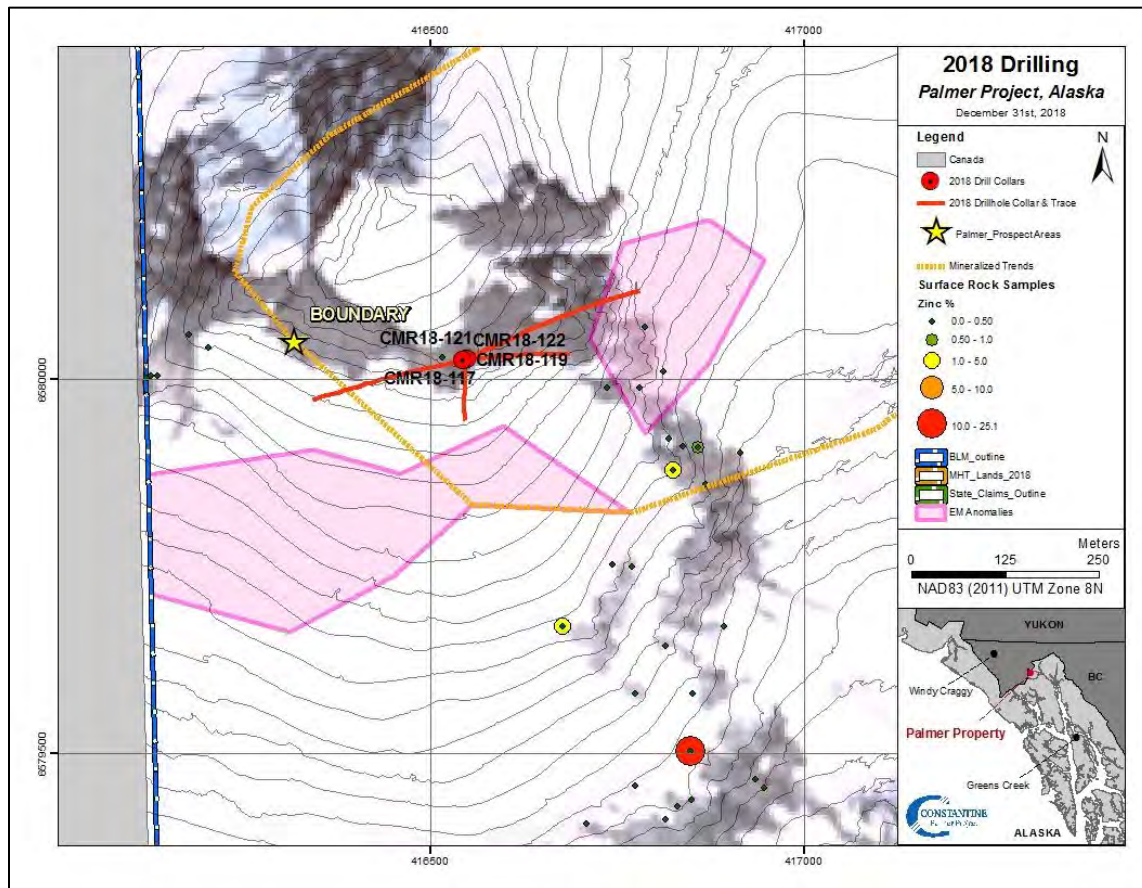 416500
417000
6680000
6579500
BOUNDARY
CMR18-121
CMR18-122
CMR18-119
CMR18-117
2018 Drilling
Palmer Project, Alaska
December 31st, 2018
Legend
N
Canada
2018 Drill Collars
2018 Drillhole Collar & Trace
Palmer_ProspectAreas
Mineralized Trends
Surface Rock Samples
Zinc %
0.0 - 0.50
0.50 - 1.0
1.0 - 5.0
5.0 - 10.0
10.0 - 25.1
BLM_outline
MHT_Lands_2018
State_Claims_Outline
EM Anomalies
Meters
0 125 250
NAD83 (2011) UTM Zone 8N
YUKON
BC
Windy Craggy
Palmer Property
Greens Creek
CONSTANTINE
ALASKA
416500
417000